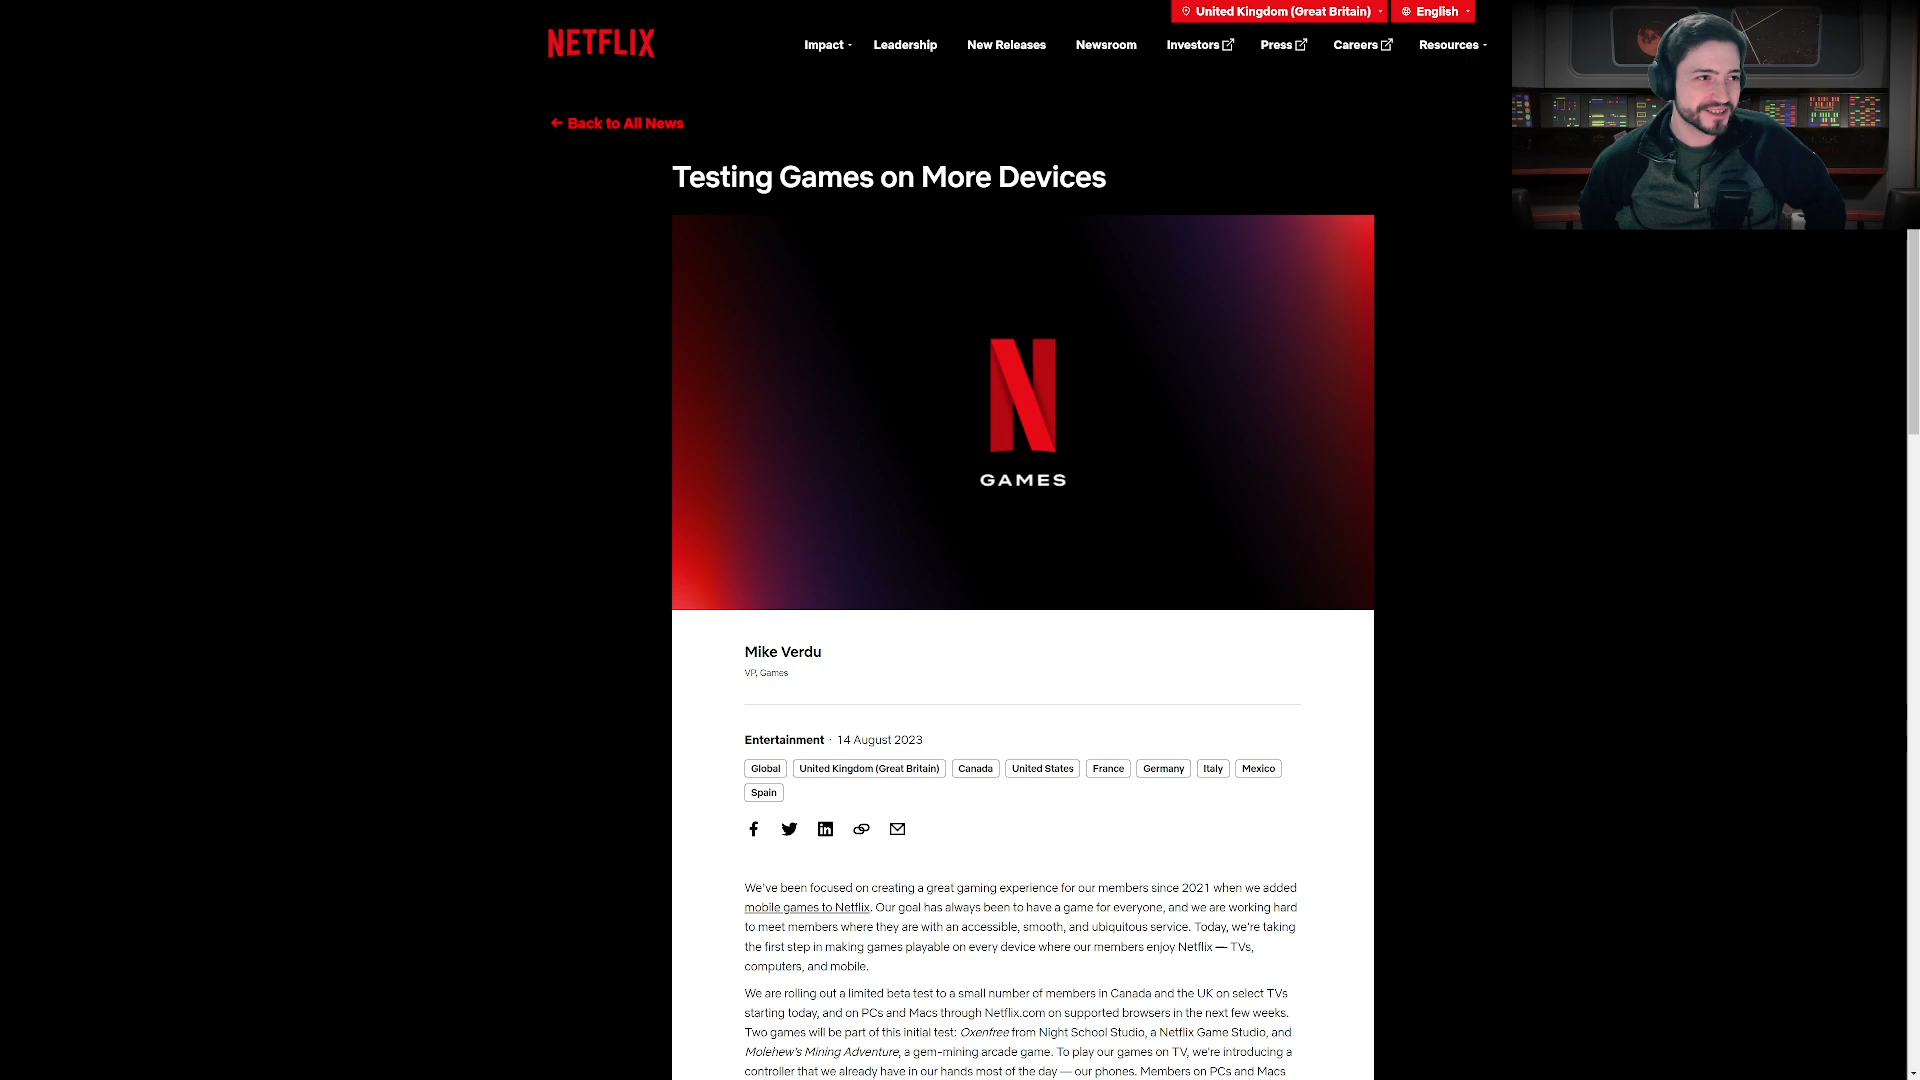 United Kingdom (Great Britain) English
NETFLIX
Impact Leadership New Releases Newsroom Investors Press Careers Resources
Back to All News
Testing Games on More Devices
N
GAMES
Mike Verdu
VP, Games
Entertainment · 14 August 2023
Global United Kingdom (Great Britain) Canada United States France Germany Italy Mexico
Spain
We've been focused on creating a great gaming experience for our members since 2021 when we added
mobile games to Netflix. Our goal has always been to have a game for everyone, and we are working hard
to meet members where they are with an accessible, smooth, and ubiquitous service. Today, we're taking
the first step in making games playable on every device where our members enjoy Netflix — TVs,
computers, and mobile.
We are rolling out a limited beta test to a small number of members in Canada and the UK on select TVs
starting today, and on PCs and Macs through Netflix.com on supported browsers in the next few weeks.
Two games will be part of this initial test: Oxenfree from Night School Studio, a Netflix Game Studio, and
Molehew's Mining Adventure, a gem-mining arcade game. To play our games on TV, we're introducing a
controller that we already have in our hands most of the day — our phones. Members on PCs and Macs